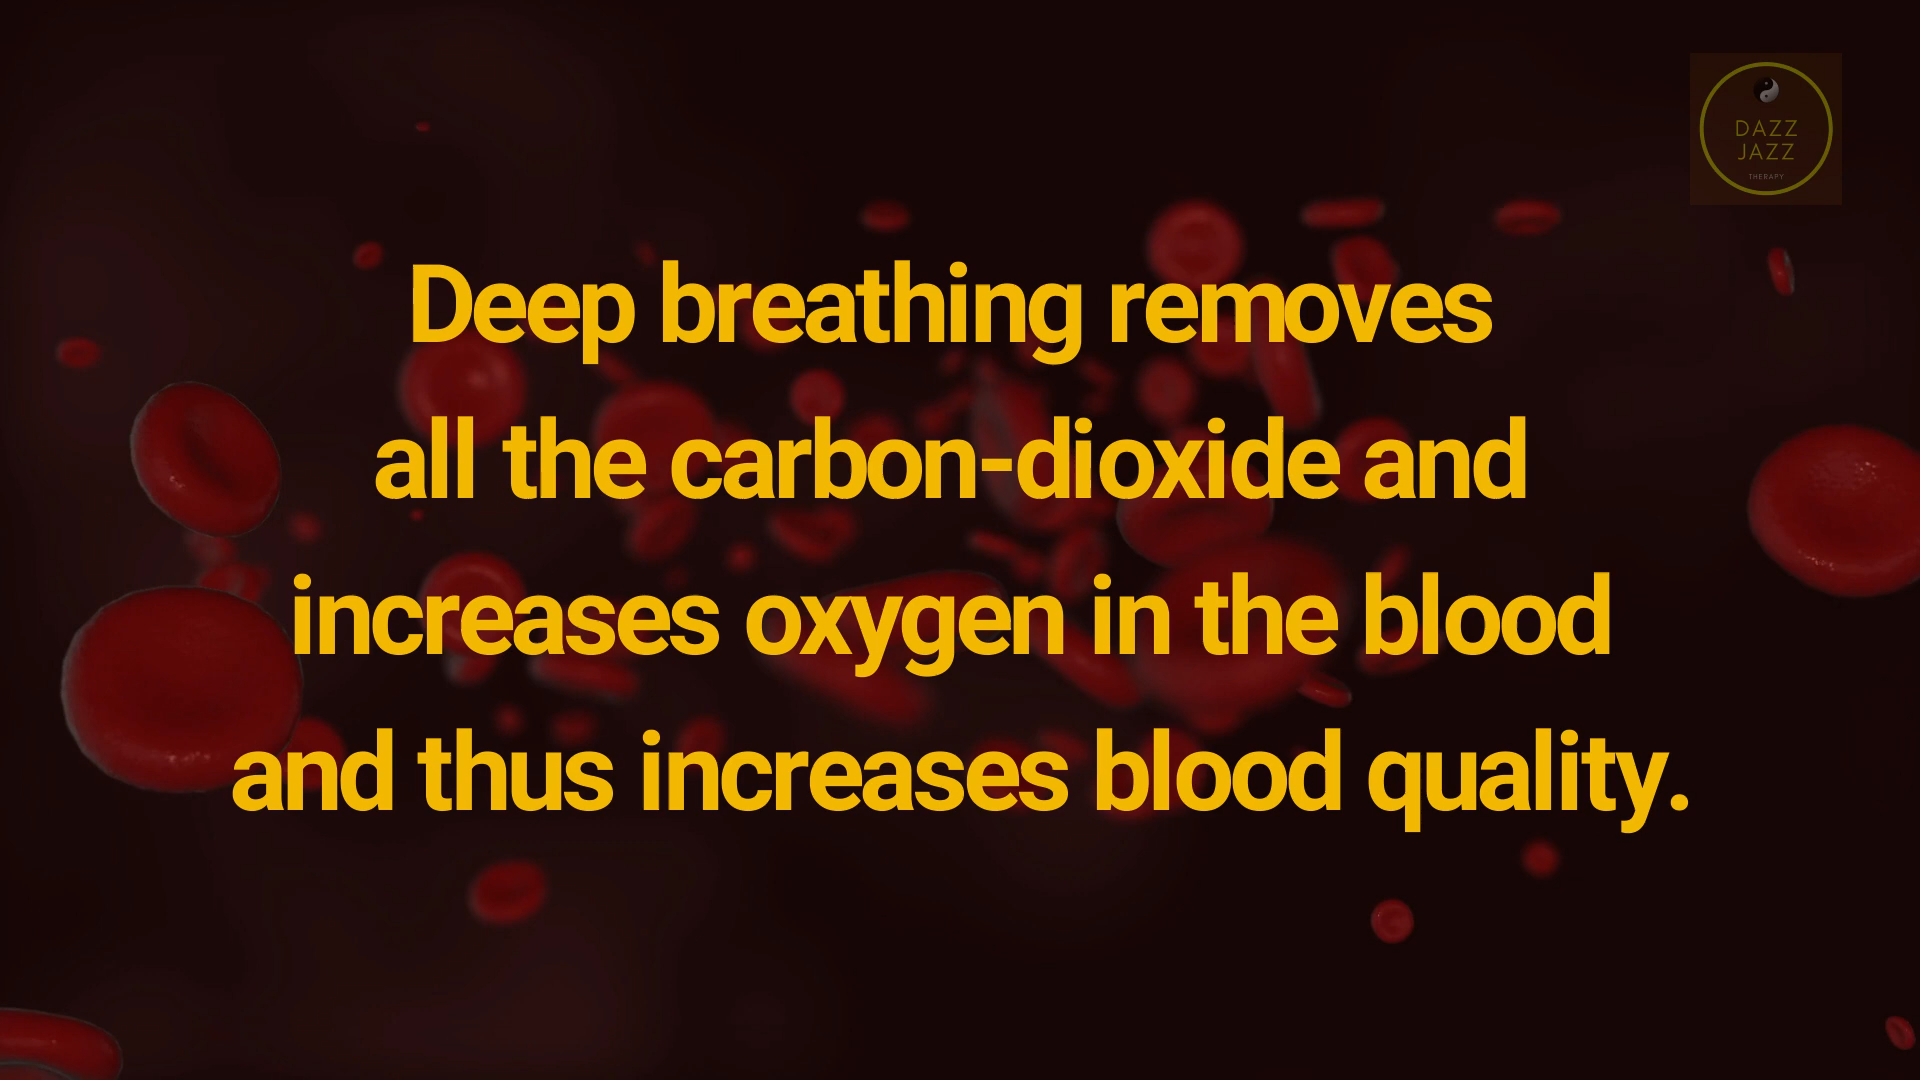 DAZZ
JAZZ
THERAPY
Deep breathing removes
all the carbon-dioxide and
increases oxygen in the blood
and thus increases blood quality.